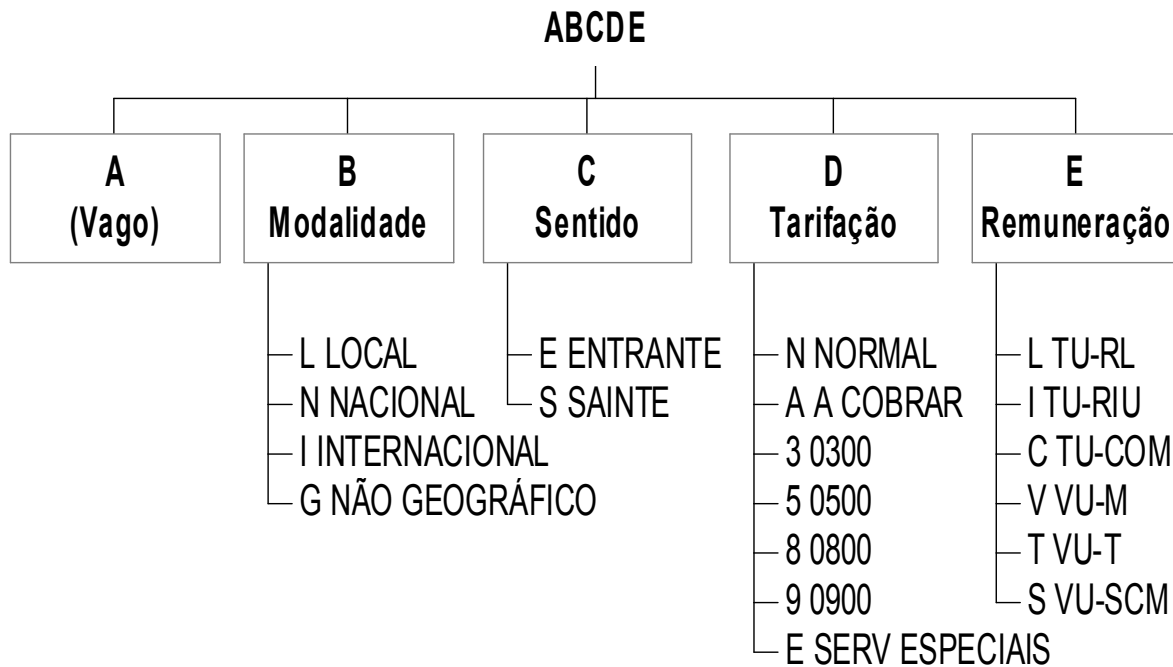 ABCDE
A
(Vago)
B
Modalidade
C
Sentido
D
Tarifação
E
Remuneração
L LOCAL
N NACIONAL
I INTERNACIONAL
G NÃO GEOGRÁFICO
E ENTRANTE
S SAINTE
N NORMAL
A A COBRAR
3 0300
5 0500
8 0800
9 0900
E SERV ESPECIAIS
L TU-RL
I TU-RIU
C TU-COM
V VU-M
T VU-T
S VU-SCM